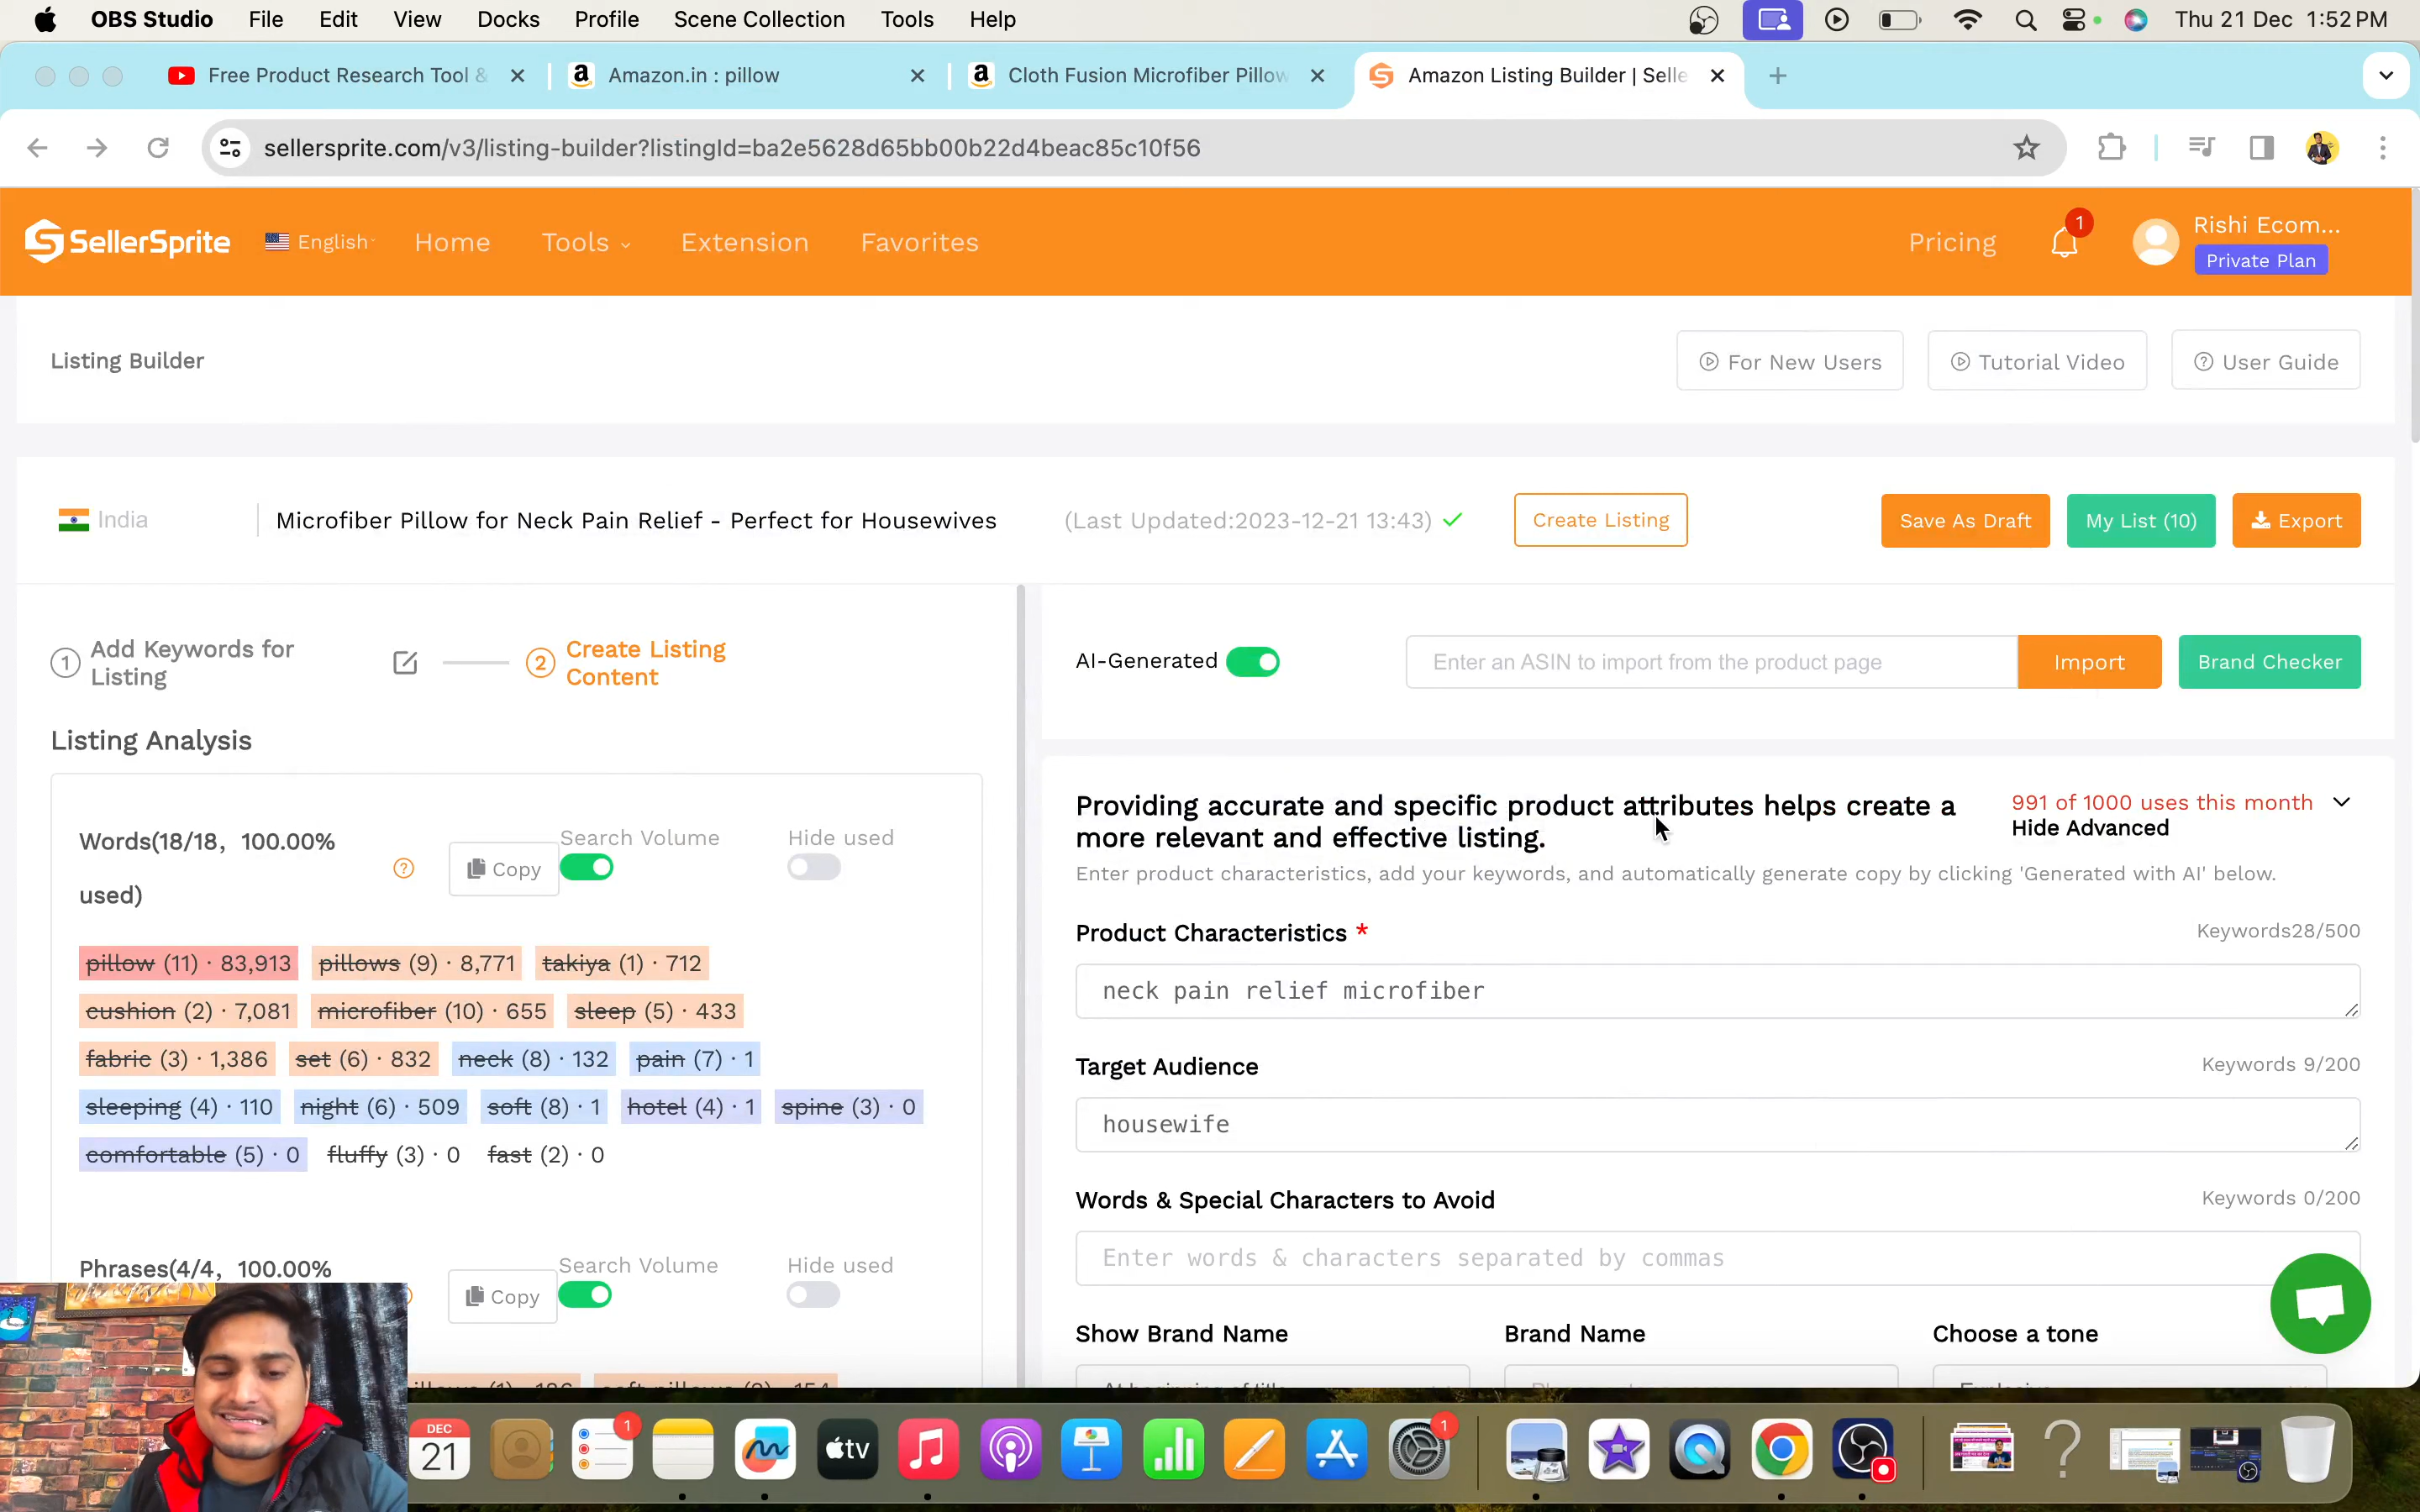 OBS Studio File Edit View Docks Profile Scene Collection Tools Help Thu 21 Dec 1:52 PM
Free Product Research Tool & Amazon.in : pillow Cloth Fusion Microfiber Pillow Amazon Listing Builder | Selle
sellersprite.com/v3/listing-builder?listingId=ba2e5628d65bb00b22d4beac85c10f56
SellerSprite English Home Tools Extension Favorites Pricing 1 Rishi Ecom...
Private Plan
Listing Builder For New Users Tutorial Video User Guide
India Microfiber Pillow for Neck Pain Relief - Perfect for Housewives (Last Updated:2023-12-21 13:43) Create Listing Save As Draft My List (10) Export
1 Add Keywords for Listing 2 Create Listing Content
AI-Generated Enter an ASIN to import from the product page Import Brand Checker
Listing Analysis
Words(18/18, 100.00% used) Copy Search Volume Hide used
pillow (11) · 83,913 pillows (9) · 8,771 takiya (1) · 712
cushion (2) · 7,081 microfiber (10) · 655 sleep (5) · 433
fabric (3) · 1,386 set (6) · 832 neck (8) · 132 pain (7) · 1
sleeping (4) · 110 night (6) · 509 soft (8) · 1 hotel (4) · 1 spine (3) · 0
comfortable (5) · 0 fluffy (3) · 0 fast (2) · 0
Phrases(4/4, 100.00% Copy Search Volume Hide used
Providing accurate and specific product attributes helps create a
more relevant and effective listing.
991 of 1000 uses this month
Hide Advanced
Enter product characteristics, add your keywords, and automatically generate copy by clicking 'Generated with AI' below.
Product Characteristics * Keywords28/500
neck pain relief microfiber
Target Audience Keywords 9/200
housewife
Words & Special Characters to Avoid Keywords 0/200
Enter words & characters separated by commas
Show Brand Name Brand Name Choose a tone
DEC
21
1
tv
1